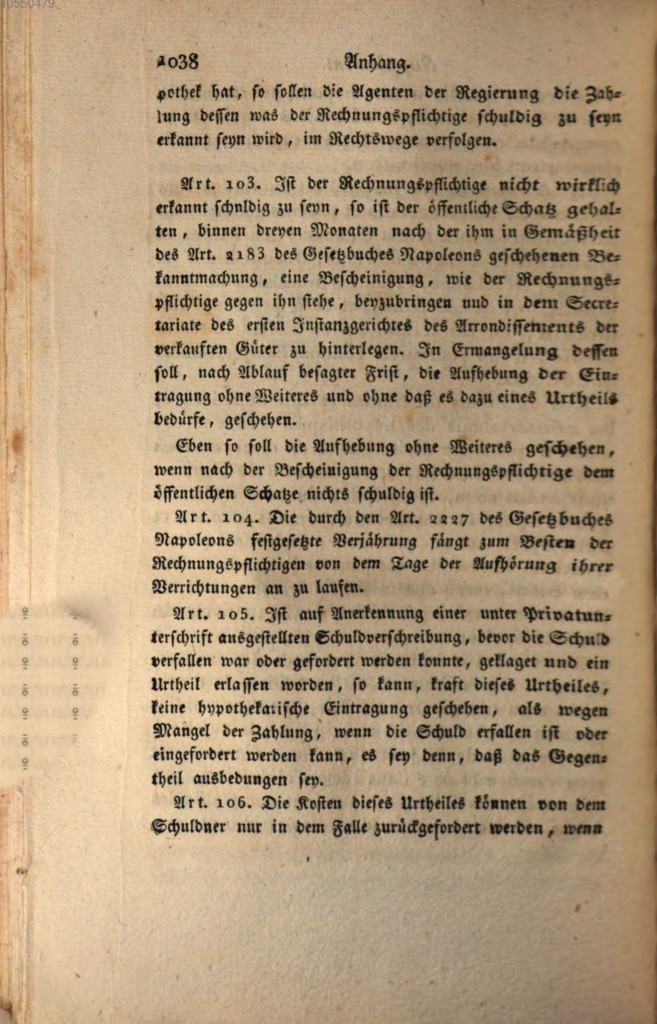 10550479
1038 Anhang.
pothek hat, so sollen die Agenten der Regierung die Zah-
lung dessen was der Rechnungspflichtige schuldig zu seyn
erkannt seyn wird, im Rechtswege verfolgen.
Art. 103. Ist der Rechnungspflichtige nicht wirklich
erkannt schuldig zu seyn, so ist der öffentliche Schatz gehal-
ten, binnen dreyen Monaten nach der ihm in Gemäßheit
des Art. 2183 des Gesetzbuches Napoleons geschehenen Be-
kanntmachung, eine Bescheinigung, wie der Rechnungs-
pflichtige gegen ihn stehe, beyzubringen und in dem Secre-
tariate des ersten Instanzgerichtes des Arrondissements der
verkauften Güter zu hinterlegen. In Ermangelung dessen
soll, nach Ablauf besagter Frist, die Aufhebung der Ein-
tragung ohne Weiteres und ohne daß es dazu eines Urtheils
bedürfe, geschehen.
Eben so soll die Aufhebung ohne Weiteres geschehen,
wenn nach der Bescheinigung der Rechnungspflichtige dem
öffentlichen Schatze nichts schuldig ist.
Art. 104. Die durch den Art. 2227 des Gesetzbuches
Napoleons festgesetzte Verjährung fängt zum Besten der
Rechnungspflichtigen von dem Tage der Aufhörung ihrer
Verrichtungen an zu laufen.
Art. 105. Ist auf Anerkennung einer unter Privatun-
terschrift ausgestellten Schuldverschreibung, bevor die Schuld
verfallen war oder gefordert werden konnte, geklaget und ein
Urtheil erlassen worden, so kann, kraft dieses Urtheiles,
keine hypothekarische Eintragung geschehen, als wegen
Mangel der Zahlung, wenn die Schuld erfallen ist oder
eingefordert werden kann, es sey denn, daß das Gegen-
theil ausbedungen sey.
Art. 106. Die Kosten dieses Urtheiles können von dem
Schuldner nur in dem Falle zurückgefordert werden, wenn